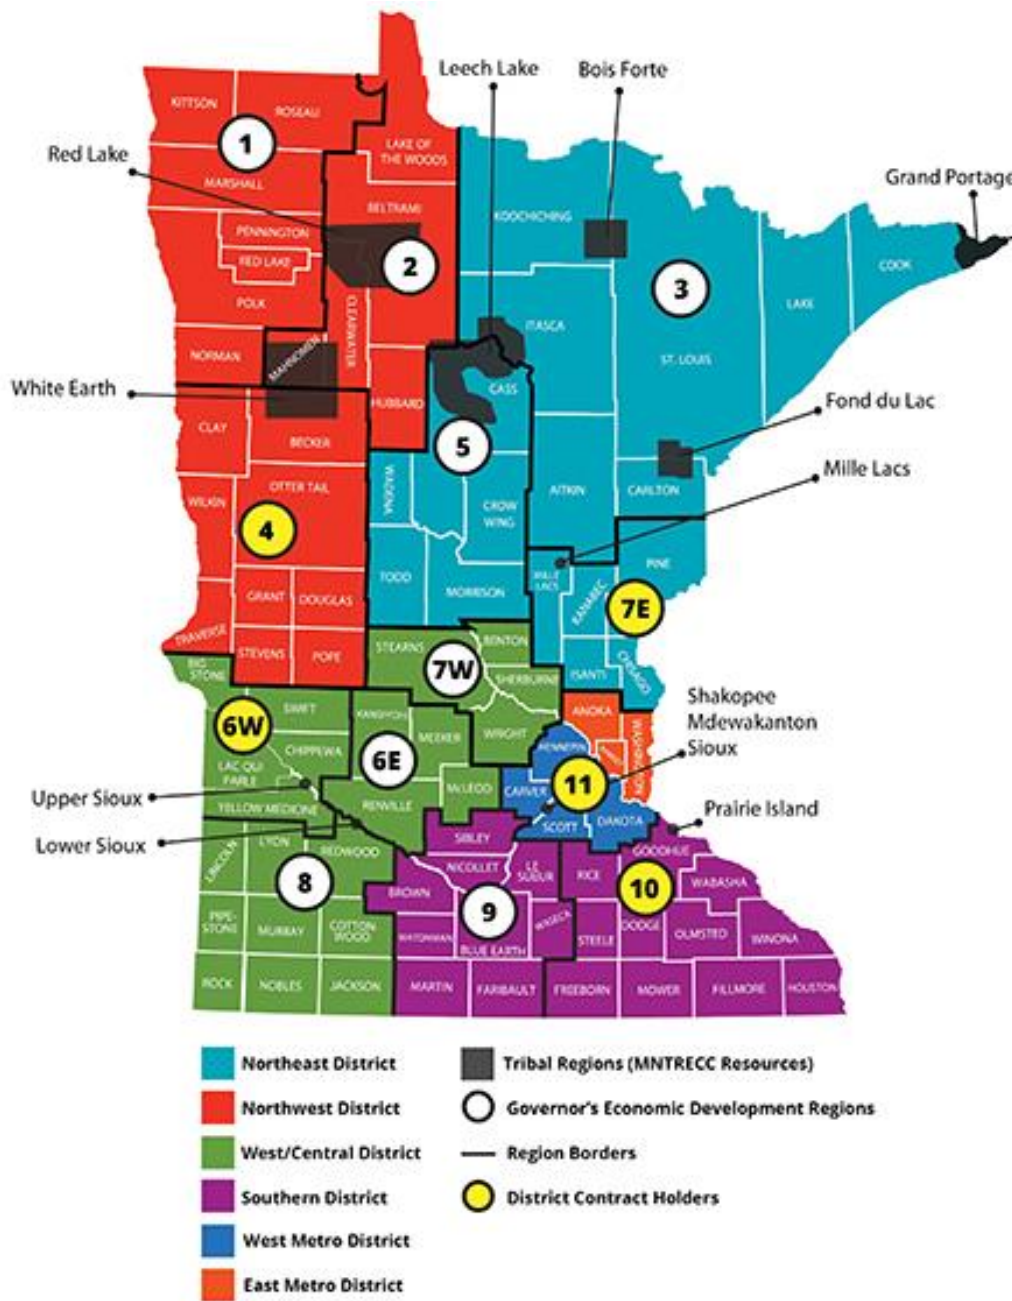 Leech Lake
Bois Forte
Red Lake
Grand Portage
White Earth
Fond du Lac
Mille Lacs
Shakopee
Mdewakanton
Sioux
Upper Sioux
Lower Sioux
Prairie Island
KITTSON
ROSEAU
1
LAKE OF
THE WOODS
MARSHALL
BELTRAMI
KOOCHICHING
PENNINGTON
RED LAKE
2
3
COOK
LAKE
POLK
CLEARWATER
ITASCA
ST. LOUIS
NORMAN
MAHNOMEN
HUBBARD
CASS
CLAY
BECKER
5
WADENA
CROW
WING
AITKIN
CARLTON
WILKIN
OTTER TAIL
4
TODD
MORRISON
MILLE
LACS
KANABEC
PINE
7E
GRANT
DOUGLAS
TRAVERSE
STEVENS
POPE
STEARNS
BENTON
ISANTI
CHISAGO
BIG
STONE
7W
SHERBURNE
SWIFT
6W
KANDIYOHI
MEEKER
WRIGHT
ANOKA
WASHINGTON
CHIPPEWA
LAC QUI
PARLE
6E
HENNEPIN
11
CARVER
YELLOW MEDICINE
RENVILLE
McLEOD
SCOTT
DAKOTA
LINCOLN
LYON
REDWOOD
SIBLEY
GOODHUE
8
NICOLLET
LE
SUEUR
RICE
10
WABASHA
BROWN
9
PIPE-
STONE
MURRAY
COTTON
WOOD
WATONWAN
BLUE EARTH
WASECA
STEELE
DODGE
OLMSTED
WINONA
ROCK
NOBLES
JACKSON
MARTIN
FARIBAULT
FREEBORN
MOWER
FILLMORE
HOUSTON
Northeast District
Northwest District
West/Central District
Southern District
West Metro District
East Metro District
Tribal Regions (MNTRECC Resources)
Governor's Economic Development Regions
Region Borders
District Contract Holders